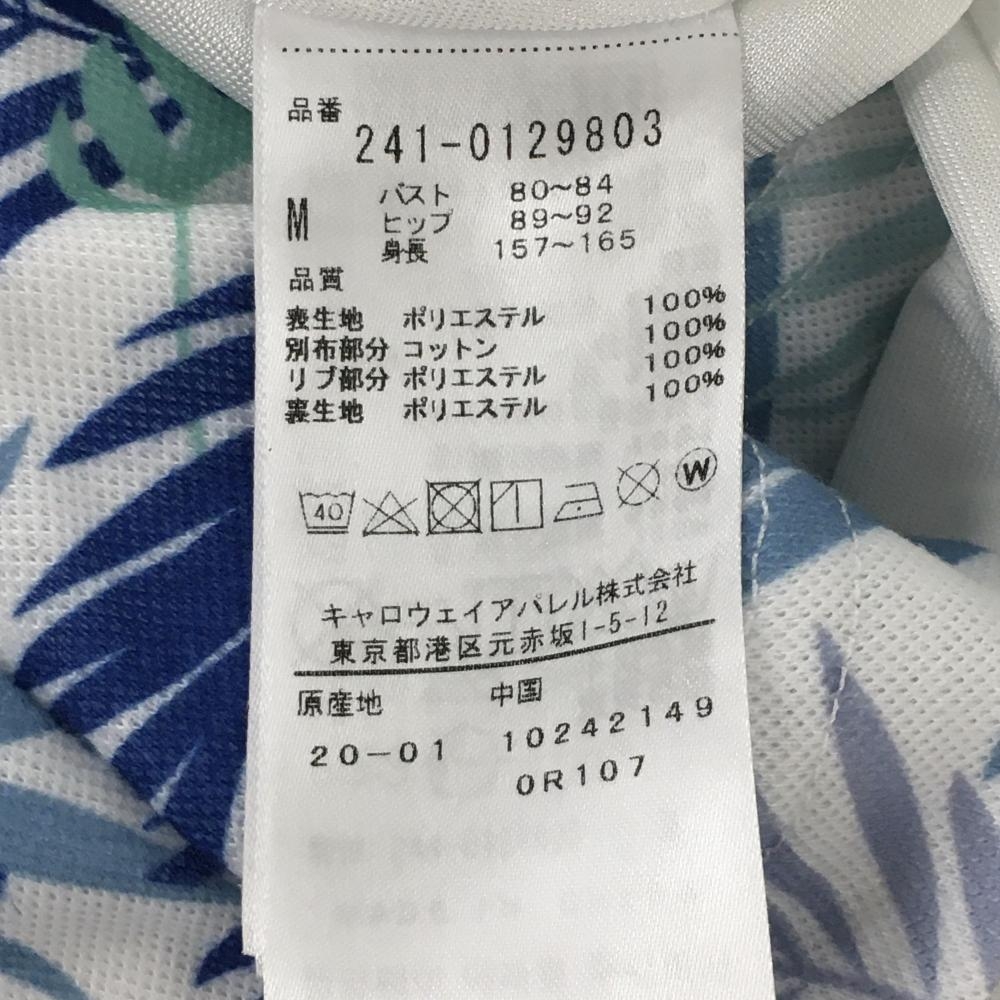 品番
241-0129803
M バスト 80～84
ヒップ 89～92
身長 157～165
品質
表生地 ポリエステル 100%
別布部分 コットン 100%
リブ部分 ポリエステル 100%
裏生地 ポリエステル 100%
40 W
キャロウェイアパレル株式会社
東京都港区元赤坂1-5-12
原産地 中国
20-01 10242149
0R107